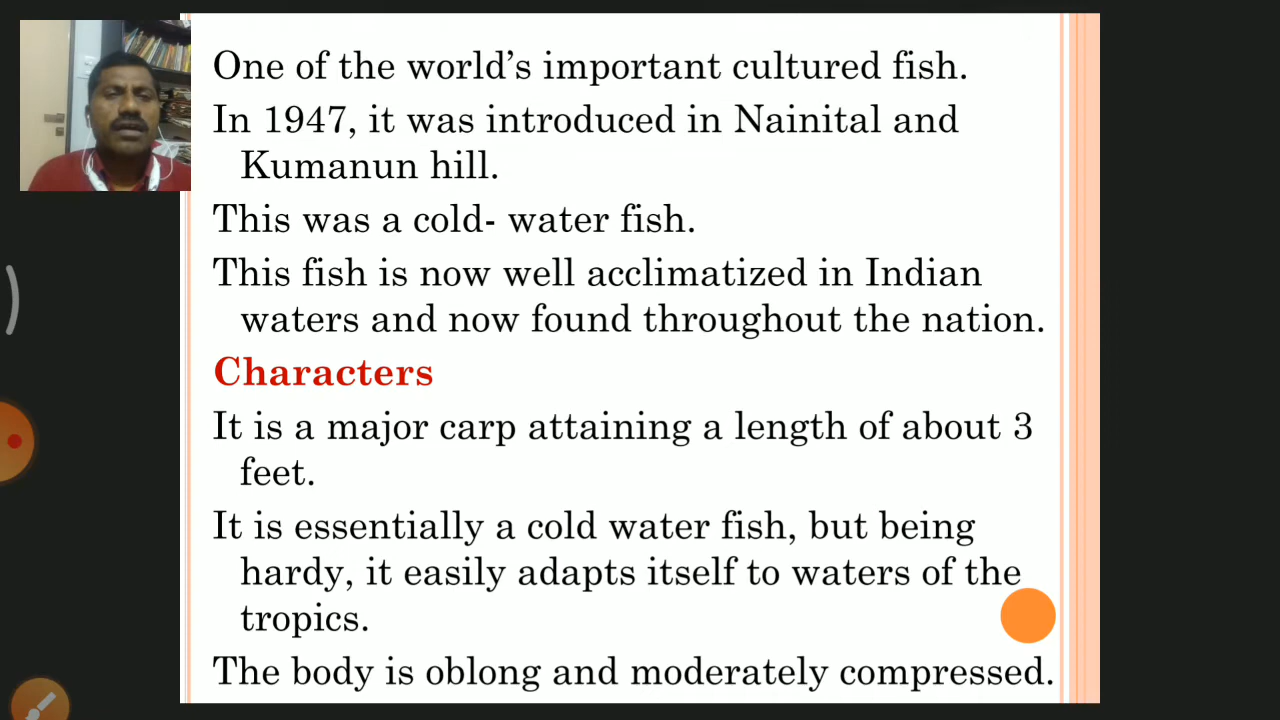 One of the world’s important cultured fish.
In 1947, it was introduced in Nainital and
Kumanun hill.
This was a cold- water fish.
This fish is now well acclimatized in Indian
waters and now found throughout the nation.
Characters
It is a major carp attaining a length of about 3
feet.
It is essentially a cold water fish, but being
hardy, it easily adapts itself to waters of the
tropics.
The body is oblong and moderately compressed.